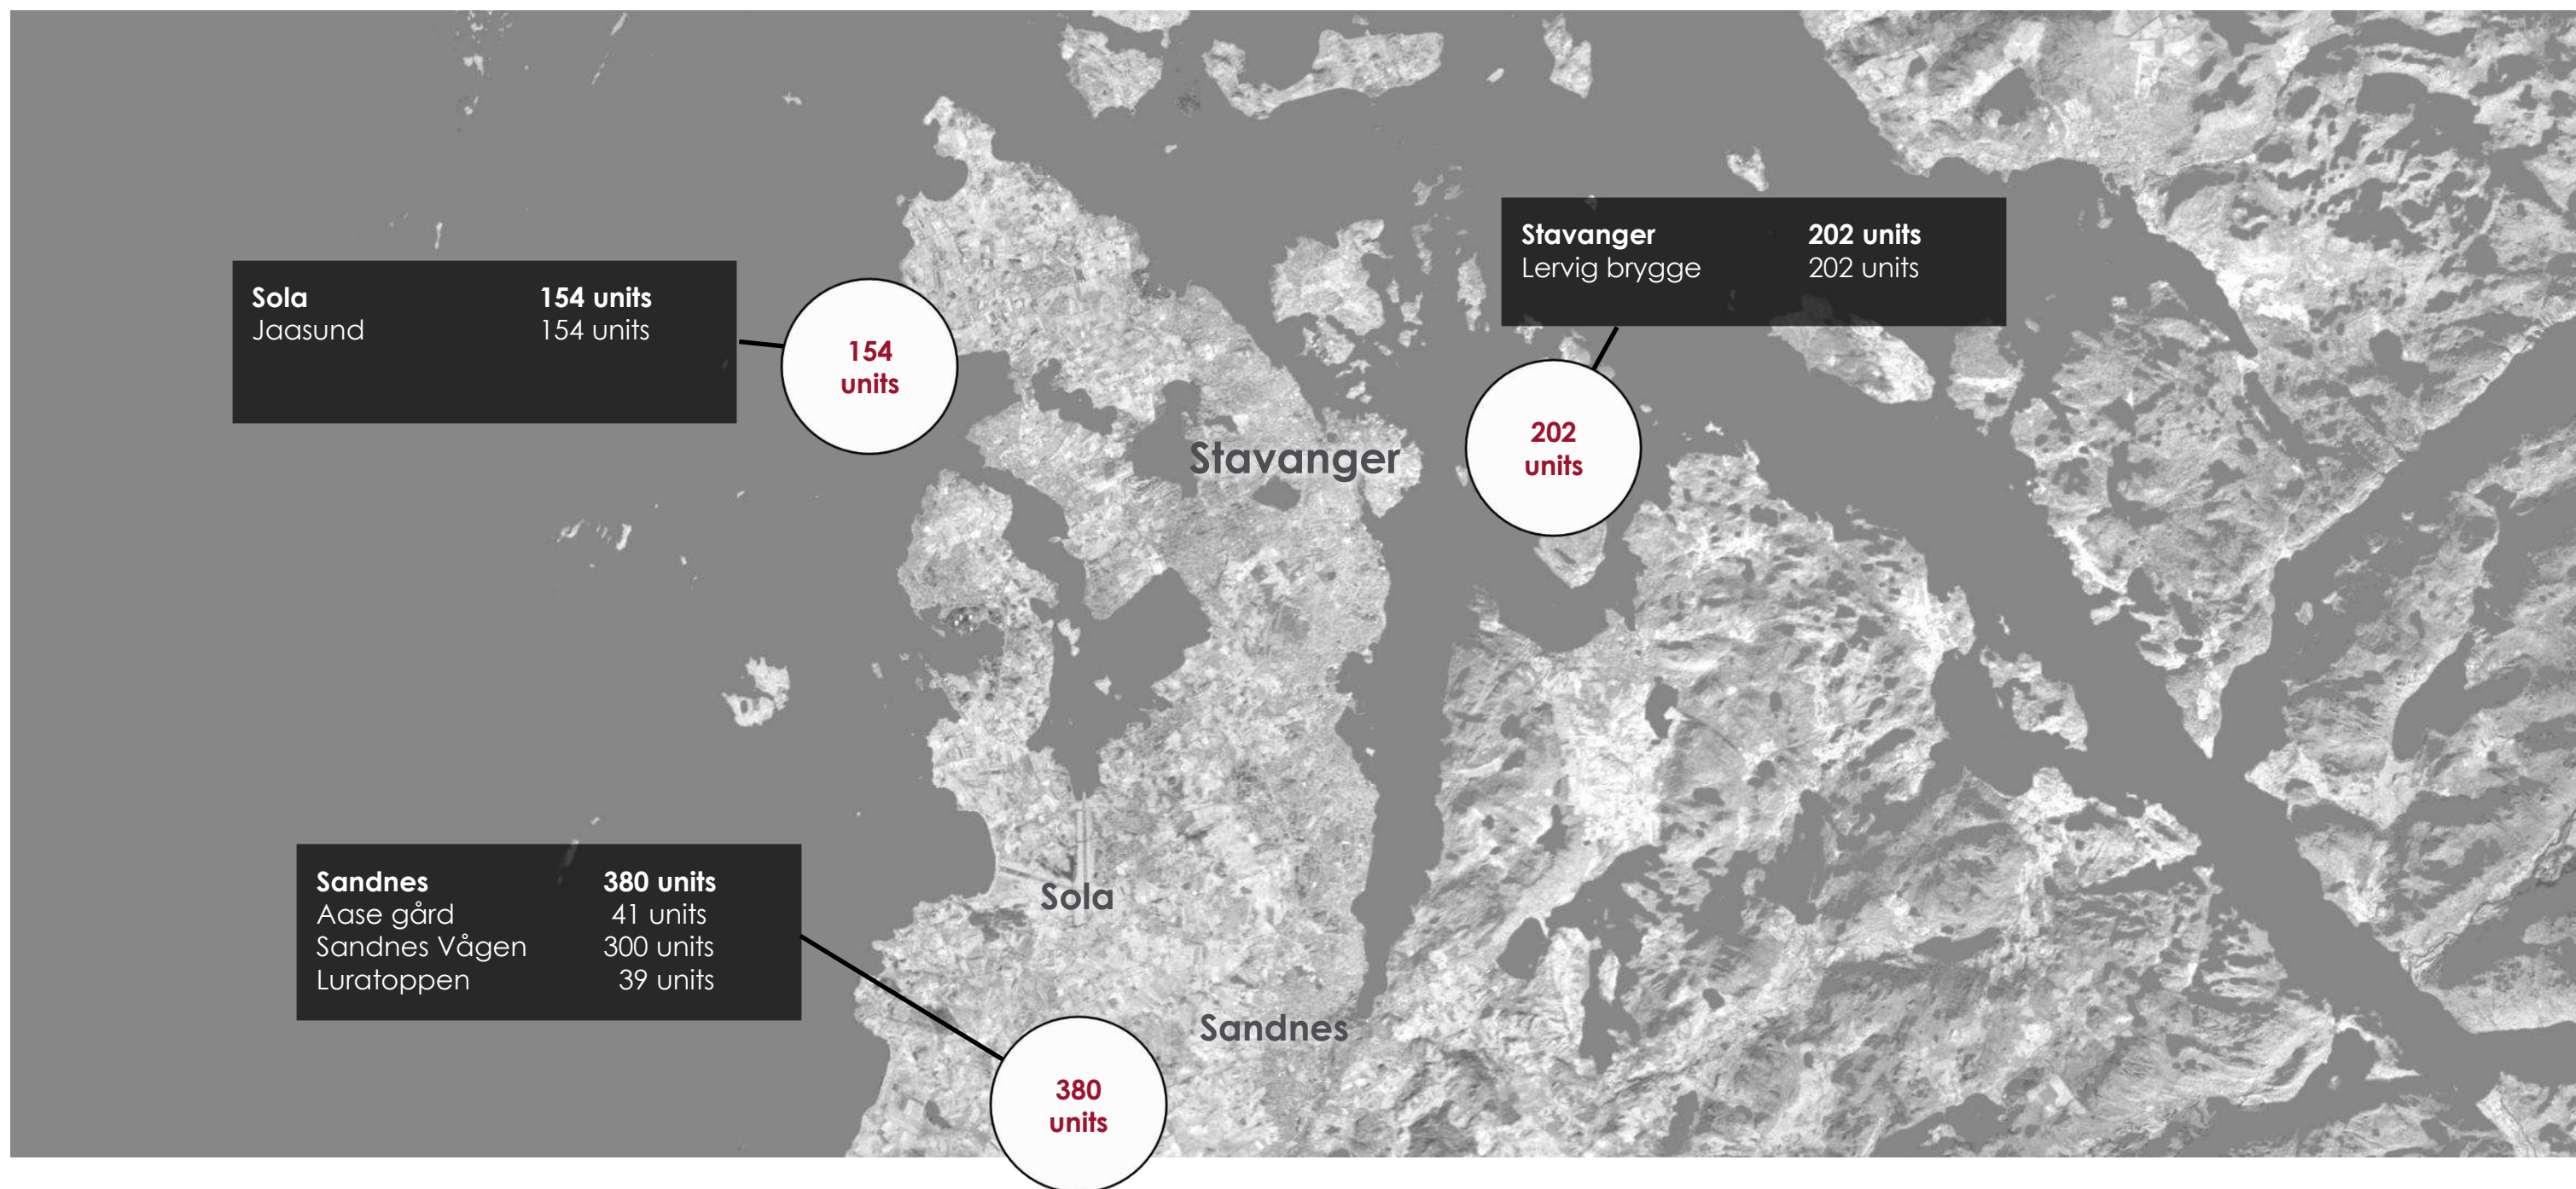 Stavanger 202 units
Lervig brygge 202 units
Sola 154 units
Jaasund 154 units
154
units
202
units
Stavanger
Sandnes 380 units
Aase gård 41 units
Sandnes Vågen 300 units
Luratoppen 39 units
Sola
Sandnes
380
units